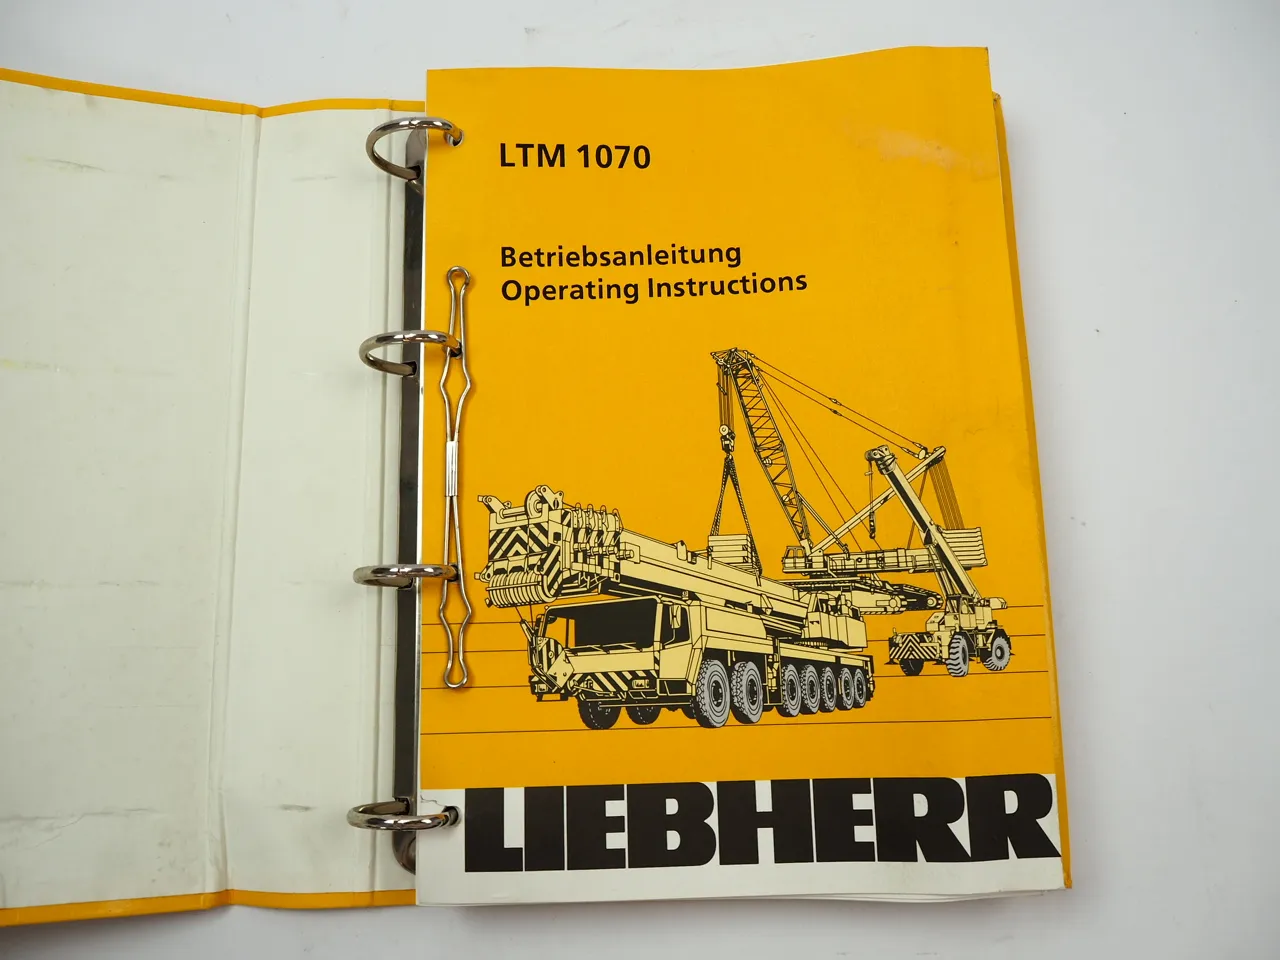 LTM 1070
Betriebsanleitung
Operating Instructions
LIEBHERR